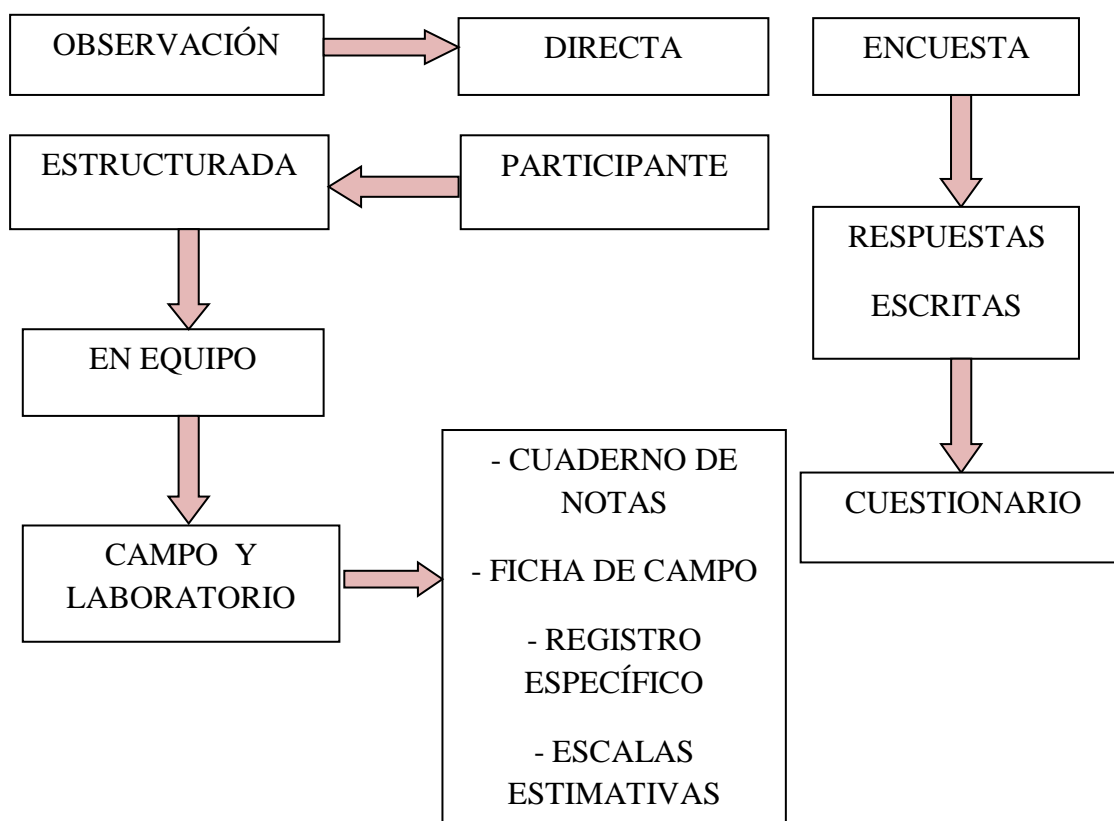 OBSERVACIÓN
DIRECTA
ENCUESTA
ESTRUCTURADA
PARTICIPANTE
RESPUESTAS
ESCRITAS
EN EQUIPO
- CUADERNO DE
NOTAS
- FICHA DE CAMPO
- REGISTRO
ESPECÍFICO
- ESCALAS
ESTIMATIVAS
CUESTIONARIO
CAMPO Y
LABORATORIO